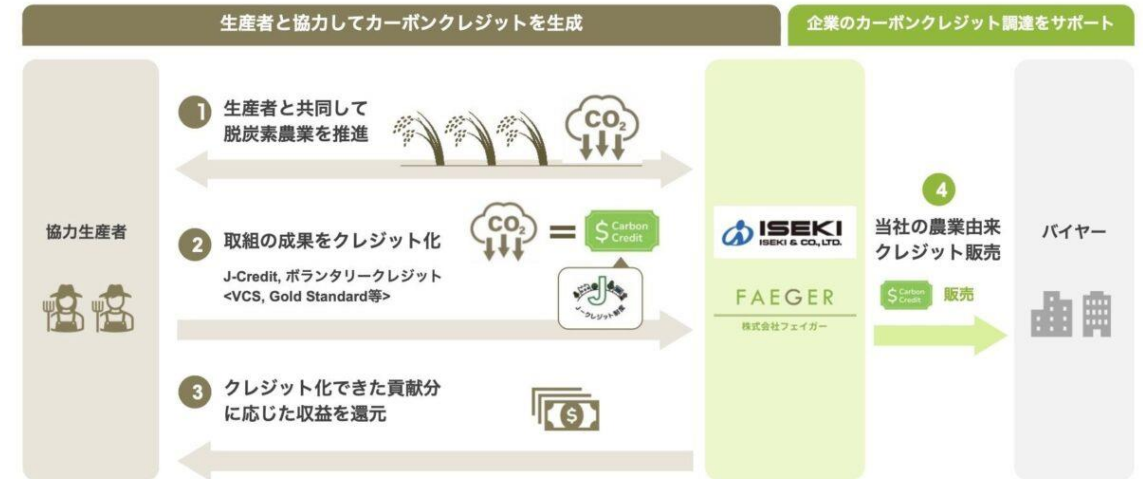 生産者と協力してカーボンクレジットを生成
企業のカーボンクレジット調達をサポート
協力生産者
1
生産者と共同して
脱炭素農業を推進
CO2
2
取組の成果をクレジット化
J-Credit, ボランタリークレジット
<VCS, Gold Standard等>
CO2
=
$ Carbon Credit
J-クレジット制度
3
クレジット化できた貢献分
に応じた収益を還元
$
ISEKI
ISEKI & CO., LTD.
FAEGER
株式会社フェイガー
4
当社の農業由来
クレジット販売
$ Carbon Credit
販売
バイヤー